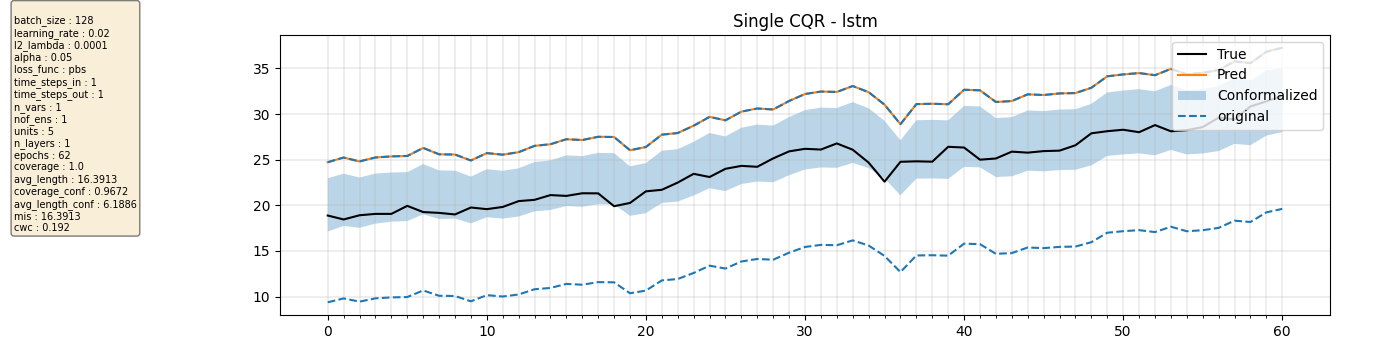 batch_size : 128
learning_rate : 0.02
l2_lambda : 0.0001
alpha : 0.05
loss_func : pbs
time_steps_in : 1
time_steps_out : 1
n_vars : 1
nof_ens : 1
units : 5
n_layers : 1
epochs : 62
coverage : 1.0
avg_length : 16.3913
coverage_conf : 0.9672
avg_length_conf : 6.1886
mis : 16.3913
cwc : 0.192
Single CQR - lstm
True
Pred
Conformalized
original
35
30
25
20
15
10
0 10 20 30 40 50 60